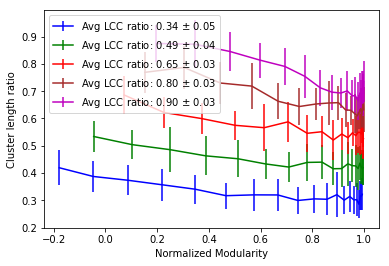 0.9
0.8
0.7
0.6
0.5
0.4
0.3
0.2
Cluster length ratio
Avg LCC ratio: 0.34 ± 0.05
Avg LCC ratio: 0.49 ± 0.04
Avg LCC ratio: 0.65 ± 0.03
Avg LCC ratio: 0.80 ± 0.03
Avg LCC ratio: 0.90 ± 0.03
−0.2 0.0 0.2 0.4 0.6 0.8 1.0
Normalized Modularity